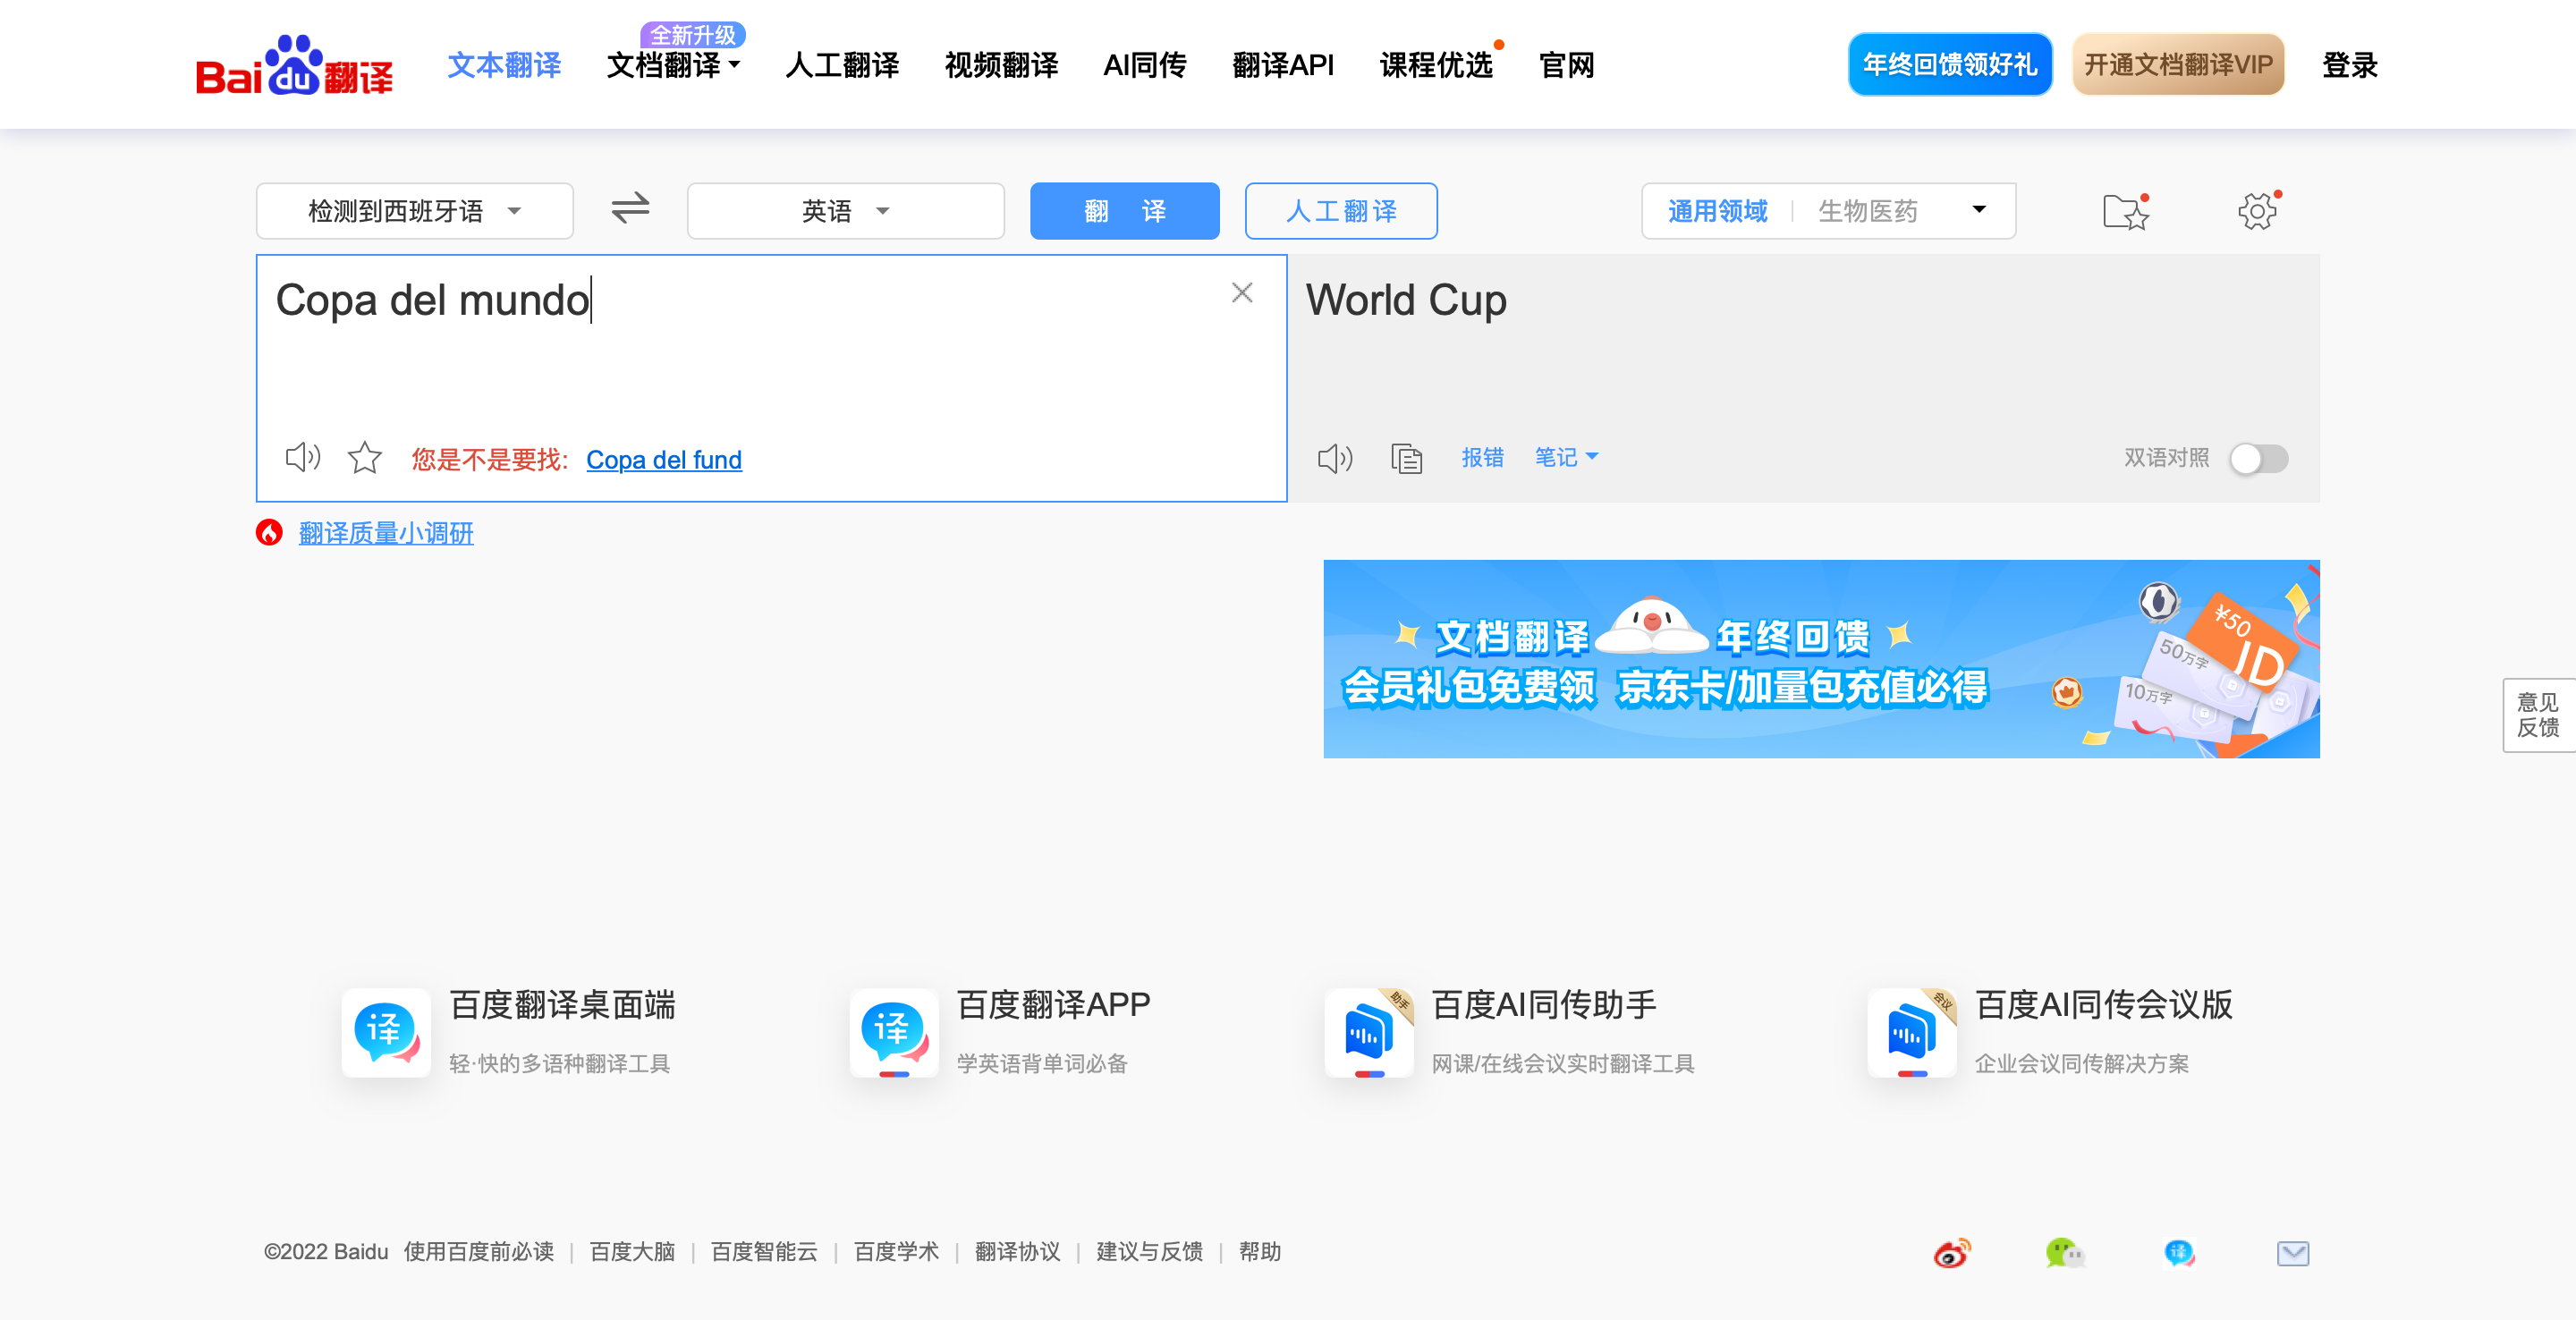 Bai du 翻译
文本翻译
全新升级
文档翻译
人工翻译
视频翻译
AI同传
翻译API
课程优选
官网
年终回馈领好礼
开通文档翻译VIP
登录
检测到西班牙语
英语
翻 译
人工翻译
通用领域
生物医药
Copa del mundo
World Cup
您是不是要找: Copa del fund
报错
笔记
双语对照
翻译质量小调研
文档翻译 年终回馈
会员礼包免费领 京东卡/加量包充值必得
¥50
JD
50万字
10万字
意见
反馈
译
百度翻译桌面端
轻·快的多语种翻译工具
译
百度翻译APP
学英语背单词必备
助手
百度AI同传助手
网课/在线会议实时翻译工具
会议
百度AI同传会议版
企业会议同传解决方案
©2022 Baidu 使用百度前必读 | 百度大脑 | 百度智能云 | 百度学术 | 翻译协议 | 建议与反馈 | 帮助
译